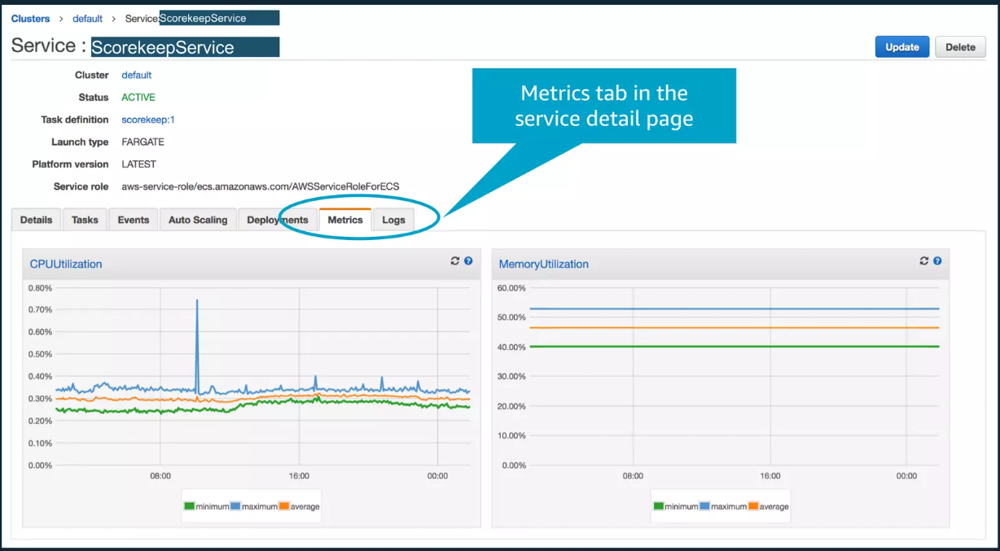 Clusters > default > Service:ScorekeepService
Service : ScorekeepService
Update
Delete
Cluster default
Status ACTIVE
Task definition scorekeep:1
Launch type FARGATE
Platform version LATEST
Service role aws-service-role/ecs.amazonaws.com/AWSServiceRoleForECS
Metrics tab in the
service detail page
Details Tasks Events Auto Scaling Deployments Metrics Logs
CPUUtilization
0.80%
0.70%
0.60%
0.50%
0.40%
0.30%
0.20%
0.10%
0.00%
08:00 16:00 00:00
minimum maximum average
MemoryUtilization
60.00%
50.00%
40.00%
30.00%
20.00%
10.00%
0.00%
08:00 16:00 00:00
minimum maximum average